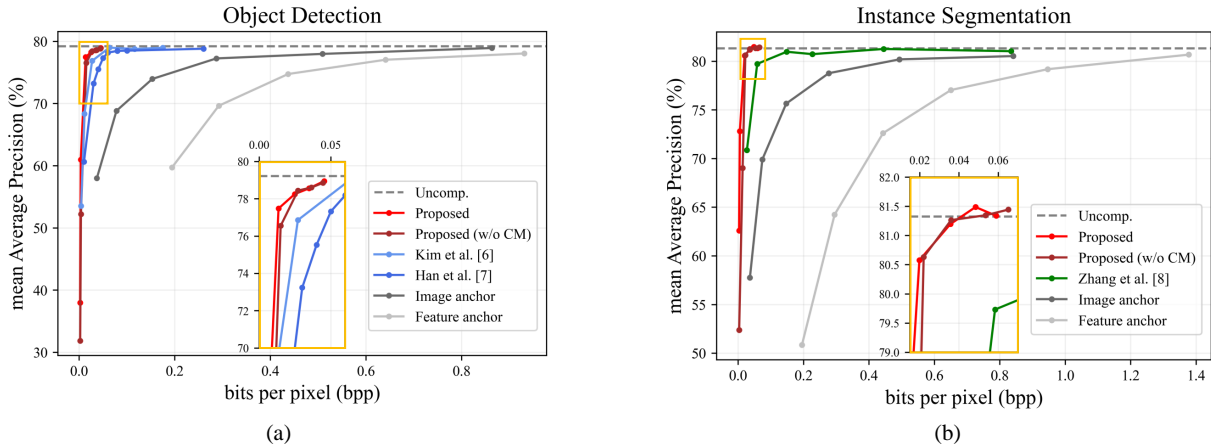 Object Detection
mean Average Precision (%)
80
70
60
50
40
30
0.0 0.2 0.4 0.6 0.8
bits per pixel (bpp)
0.00 0.05
80
78
76
74
72
70
Uncomp.
Proposed
Proposed (w/o CM)
Kim et al. [6]
Han et al. [7]
Image anchor
Feature anchor
(a)
Instance Segmentation
mean Average Precision (%)
80
75
70
65
60
55
50
0.0 0.2 0.4 0.6 0.8 1.0 1.2 1.4
bits per pixel (bpp)
0.02 0.04 0.06
82.0
81.5
81.0
80.5
80.0
79.5
79.0
Uncomp.
Proposed
Proposed (w/o CM)
Zhang et al. [8]
Image anchor
Feature anchor
(b)